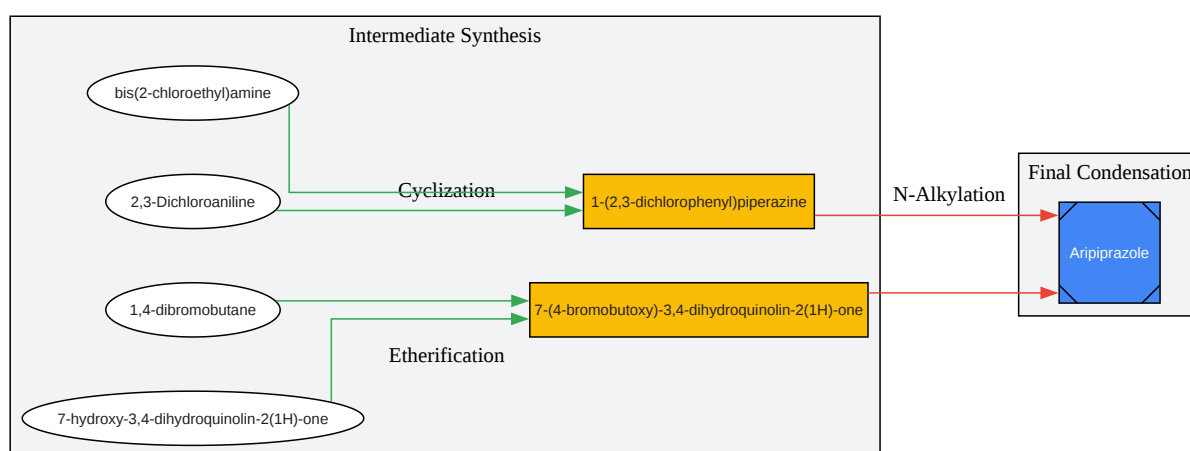 Intermediate Synthesis
bis(2-chloroethyl)amine
2,3-Dichloroaniline
Cyclization
1-(2,3-dichlorophenyl)piperazine
N-Alkylation
Final Condensation
Aripiprazole
1,4-dibromobutane
7-(4-bromobutoxy)-3,4-dihydroquinolin-2(1H)-one
Etherification
7-hydroxy-3,4-dihydroquinolin-2(1H)-one